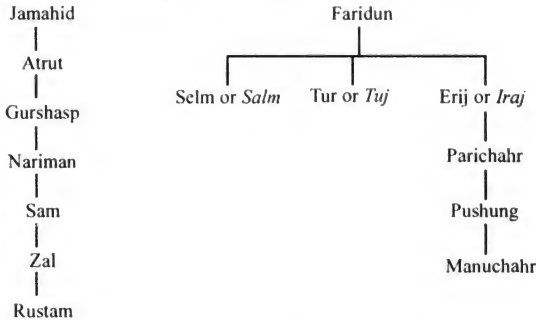 Jamahid
Atrut
Gurshasp
Nariman
Sam
Zal
Rustam
Faridun
Selm or Salm Tur or Tuj Erij or Iraj
Parichahr
Pushung
Manuchahr